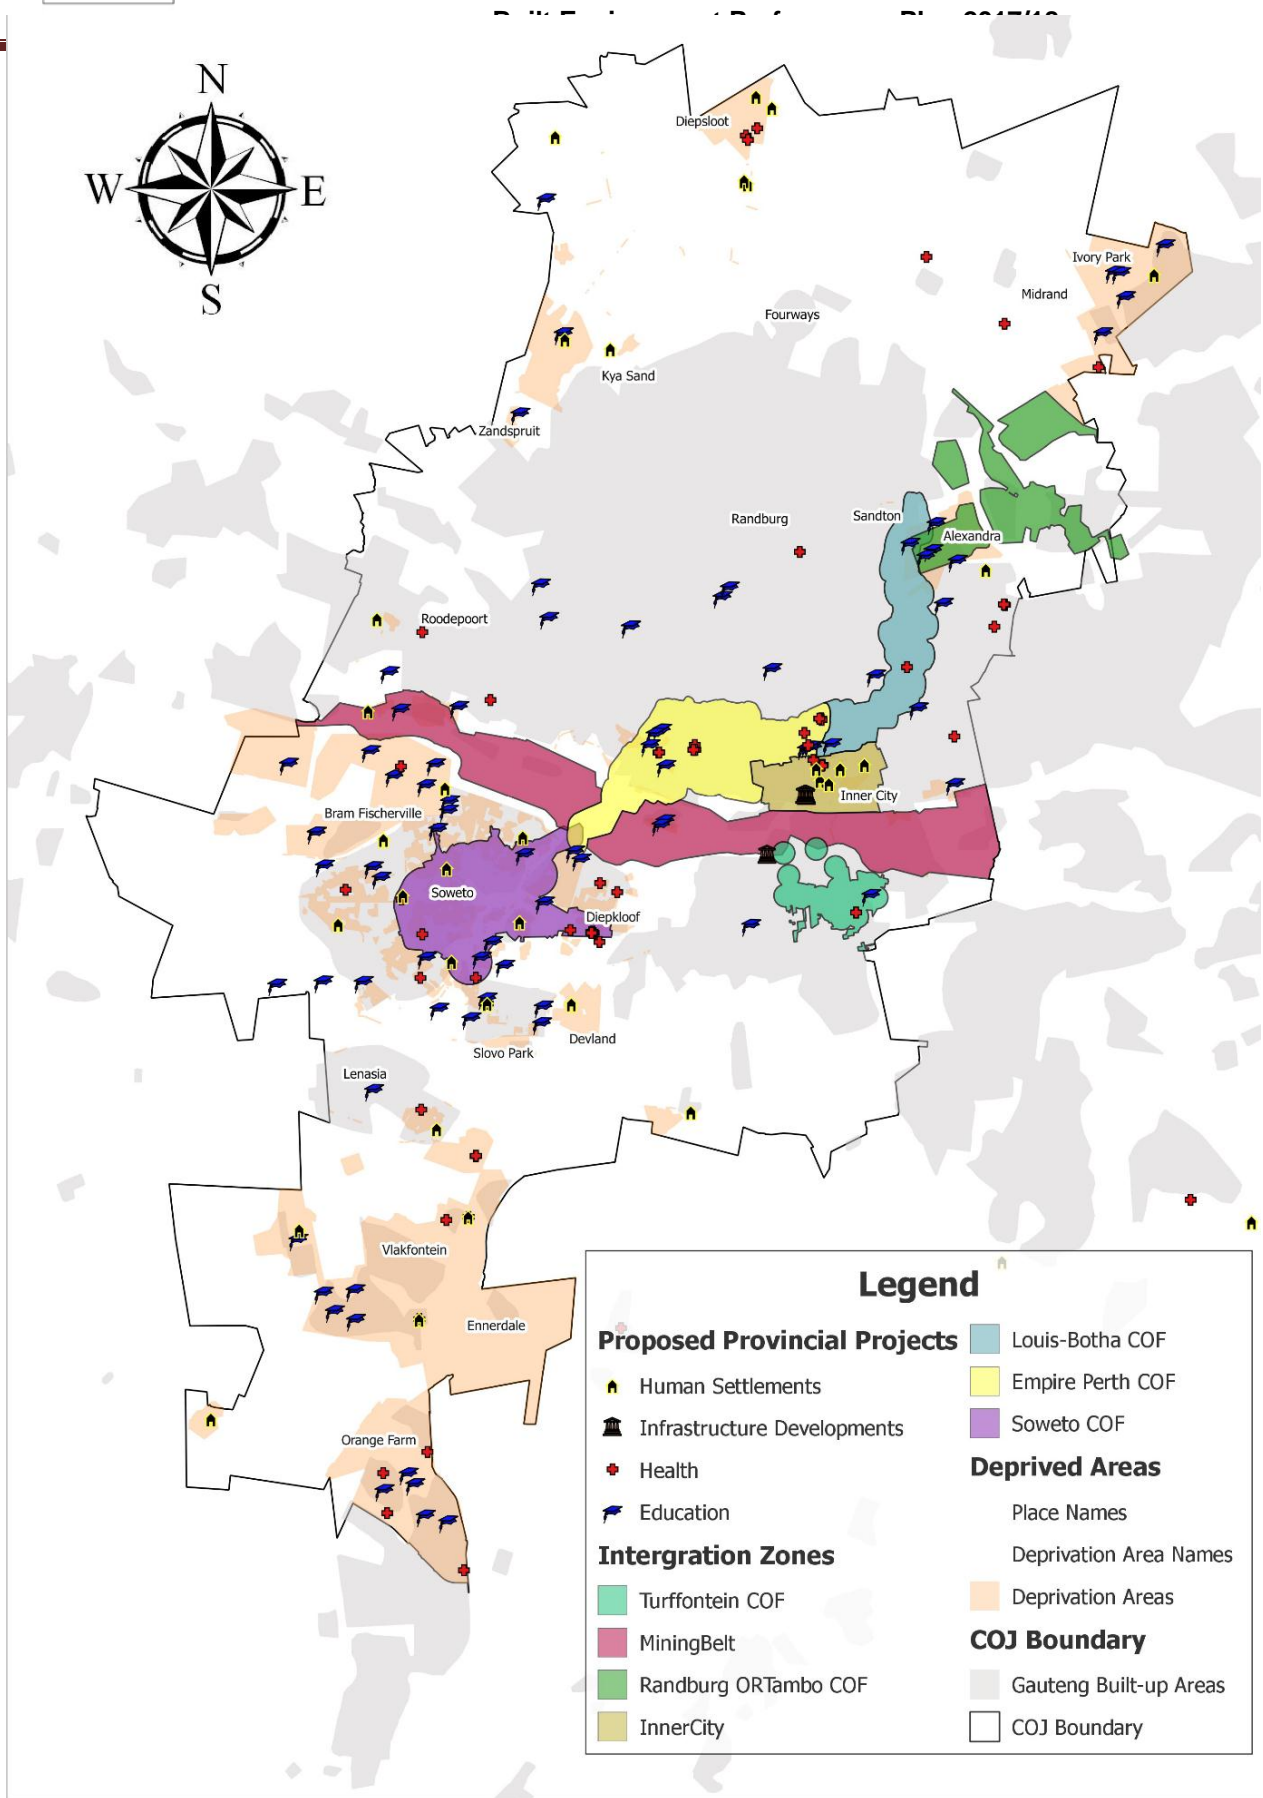 N
W
E
S
Diepsloot
Ivory Park
Midrand
Fourways
Kya Sand
Zandspruit
Randburg
Sandton
Alexandra
Roodepoort
Inner City
Bram Fischerville
Soweto
Diepkloof
Devland
Slovo Park
Lenasia
Vlakfontein
Ennerdale
Orange Farm
Legend
Proposed Provincial Projects
Human Settlements
Infrastructure Developments
Health
Education
Intergration Zones
Turffontein COF
MiningBelt
Randburg ORTambo COF
InnerCity
Louis-Botha COF
Empire Perth COF
Soweto COF
Deprived Areas
Place Names
Deprivation Area Names
Deprivation Areas
COJ Boundary
Gauteng Built-up Areas
COJ Boundary